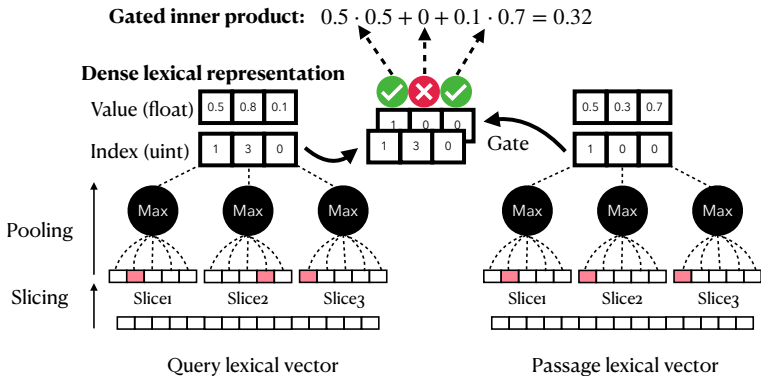 Gated inner product: 0.5 · 0.5 + 0 + 0.1 · 0.7 = 0.32
Dense lexical representation
Value (float) 0.5 0.8 0.1
0.5 0.3 0.7
1 0 0
Index (uint) 1 3 0
1 3 0
Gate
1 0 0
Pooling
Max Max Max
Max Max Max
Slicing
Slice1 Slice2 Slice3
Slice1 Slice2 Slice3
Query lexical vector
Passage lexical vector